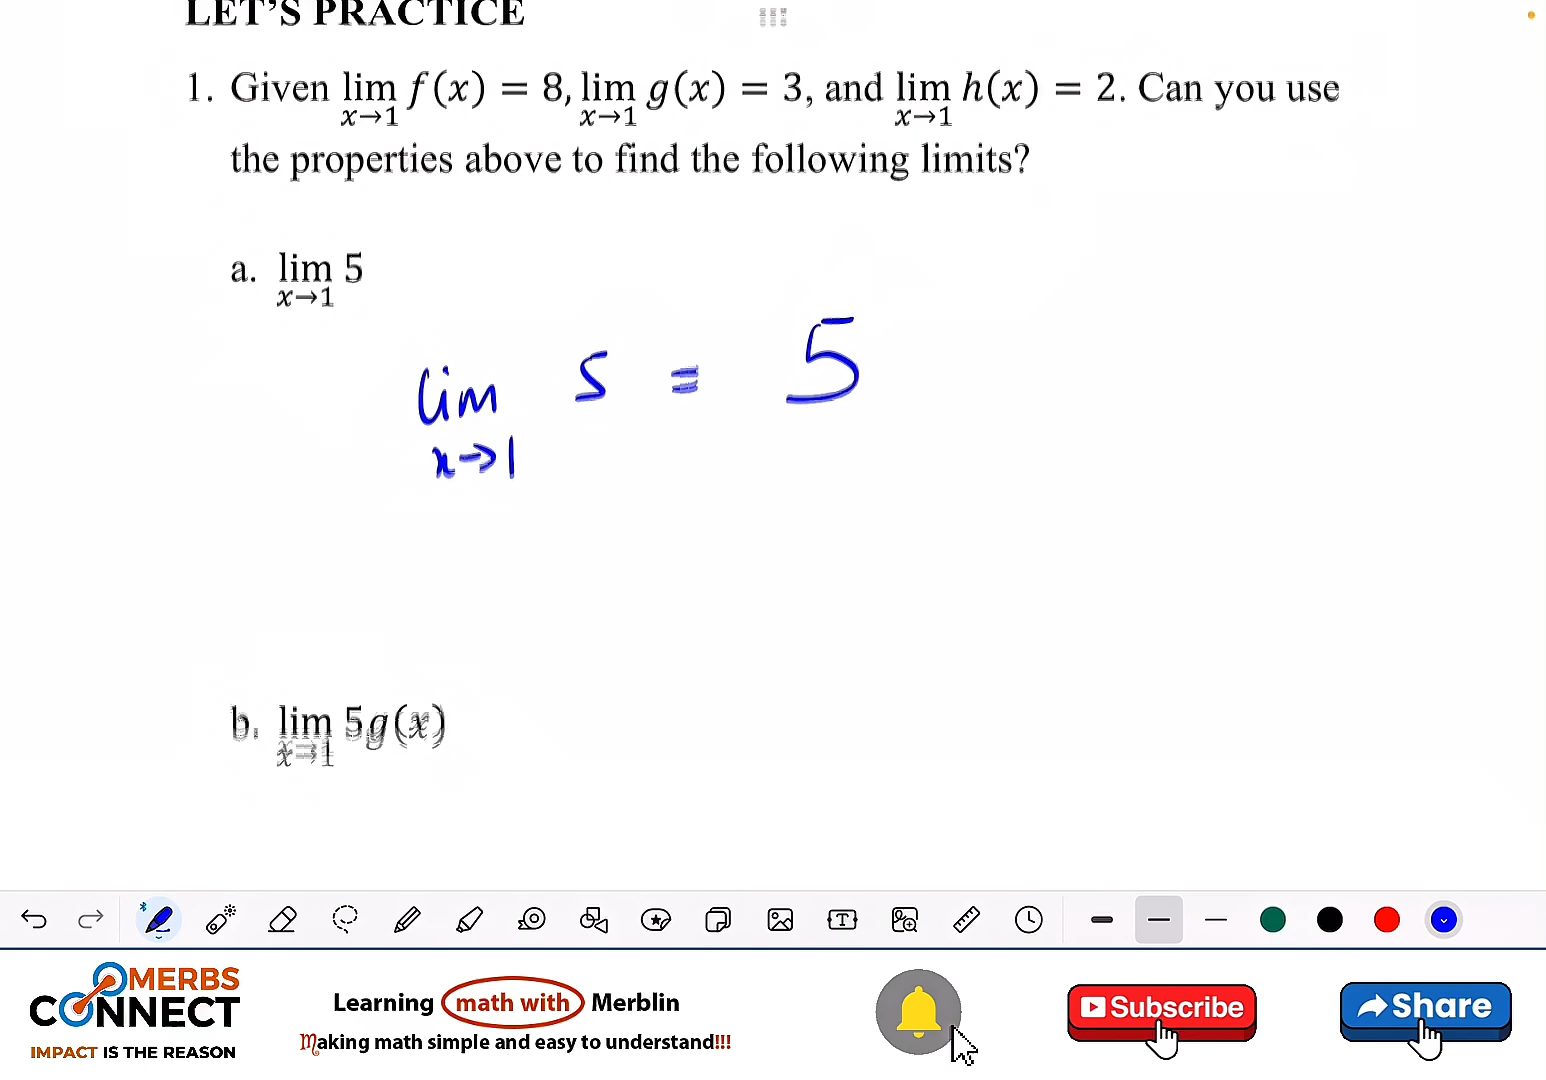 LET'S PRACTICE
1. Given lim x→1 f(x) = 8, lim x→1 g(x) = 3, and lim x→1 h(x) = 2. Can you use
the properties above to find the following limits?
a. lim x→1 5
lim x→1 5 = 5
b. lim x→1 5g(x)
MERBS
CONNECT
IMPACT IS THE REASON
Learning math with Merblin
Making math simple and easy to understand!!!
Subscribe
Share